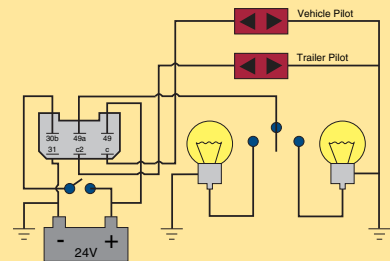 Vehicle Pilot
Trailer Pilot
30b 49a 49
31 c2 c
- +
24V